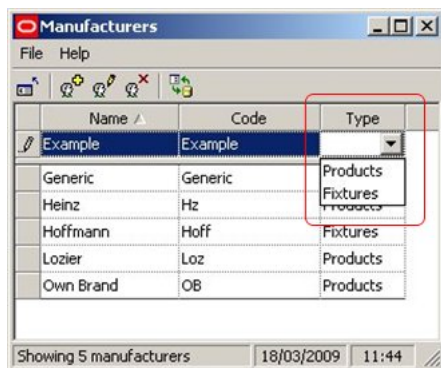 Manufacturers
File Help
Name Code Type
Example Example
Products
Fixtures
Generic Generic
Heinz Hz Products
Hoffmann Hoff Fixtures
Lozier Loz Products
Own Brand OB Products
Showing 5 manufacturers 18/03/2009 11:44